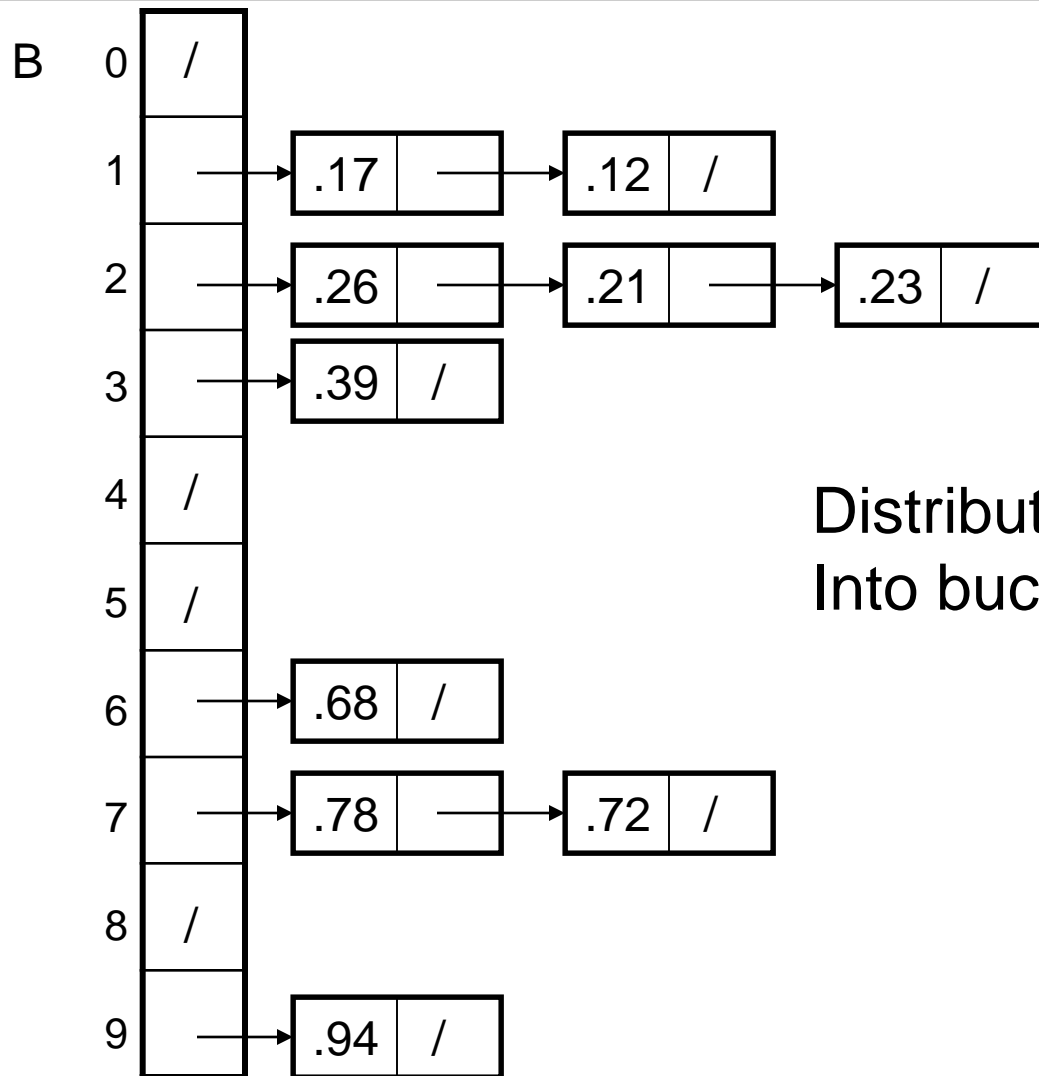 B 0 /
1 .17 .12 /
2 .26 .21 .23 /
3 .39 /
4 /
Distribut
5 /
Into buc
6 .68 /
7 .78 .72 /
8 /
9 .94 /